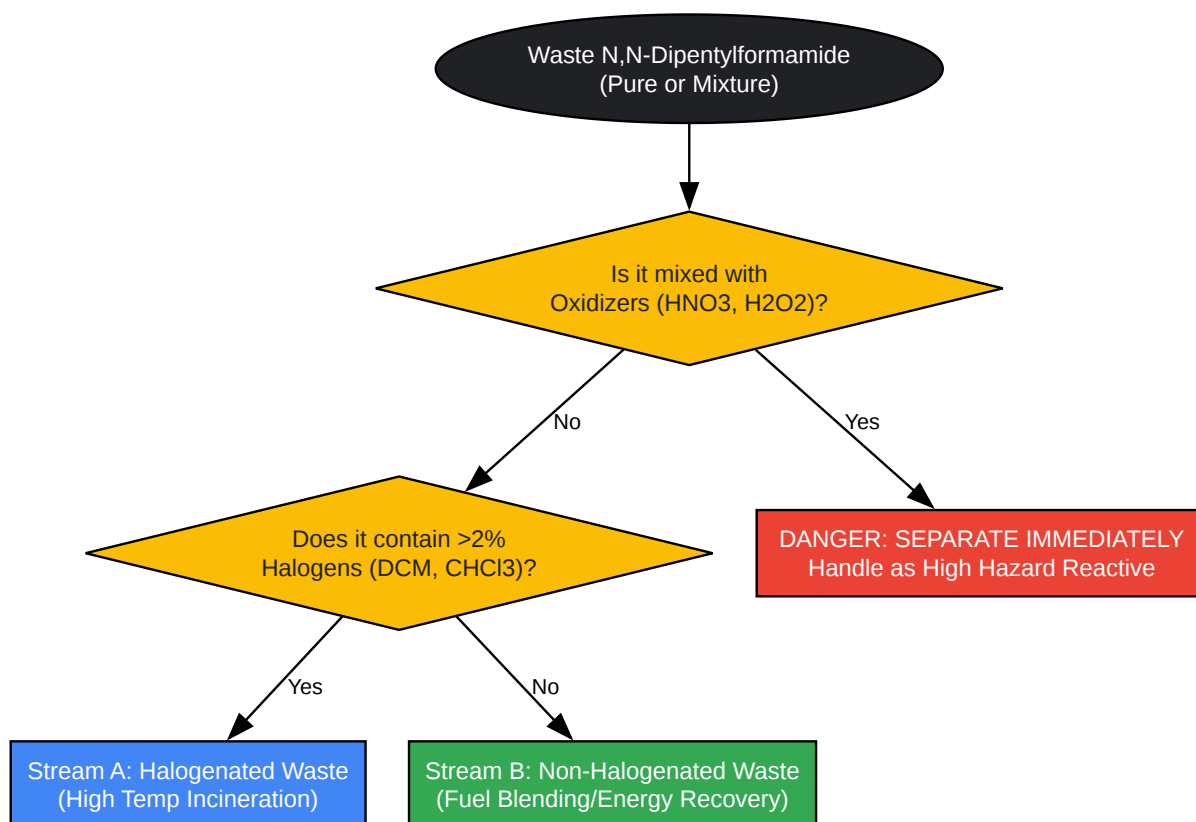 Waste N,N-Dipentylformamide
(Pure or Mixture)
Is it mixed with
Oxidizers (HNO3, H2O2)?
No
Yes
Does it contain >2%
Halogens (DCM, CHCl3)?
DANGER: SEPARATE IMMEDIATELY
Handle as High Hazard Reactive
Yes
No
Stream A: Halogenated Waste
(High Temp Incineration)
Stream B: Non-Halogenated Waste
(Fuel Blending/Energy Recovery)